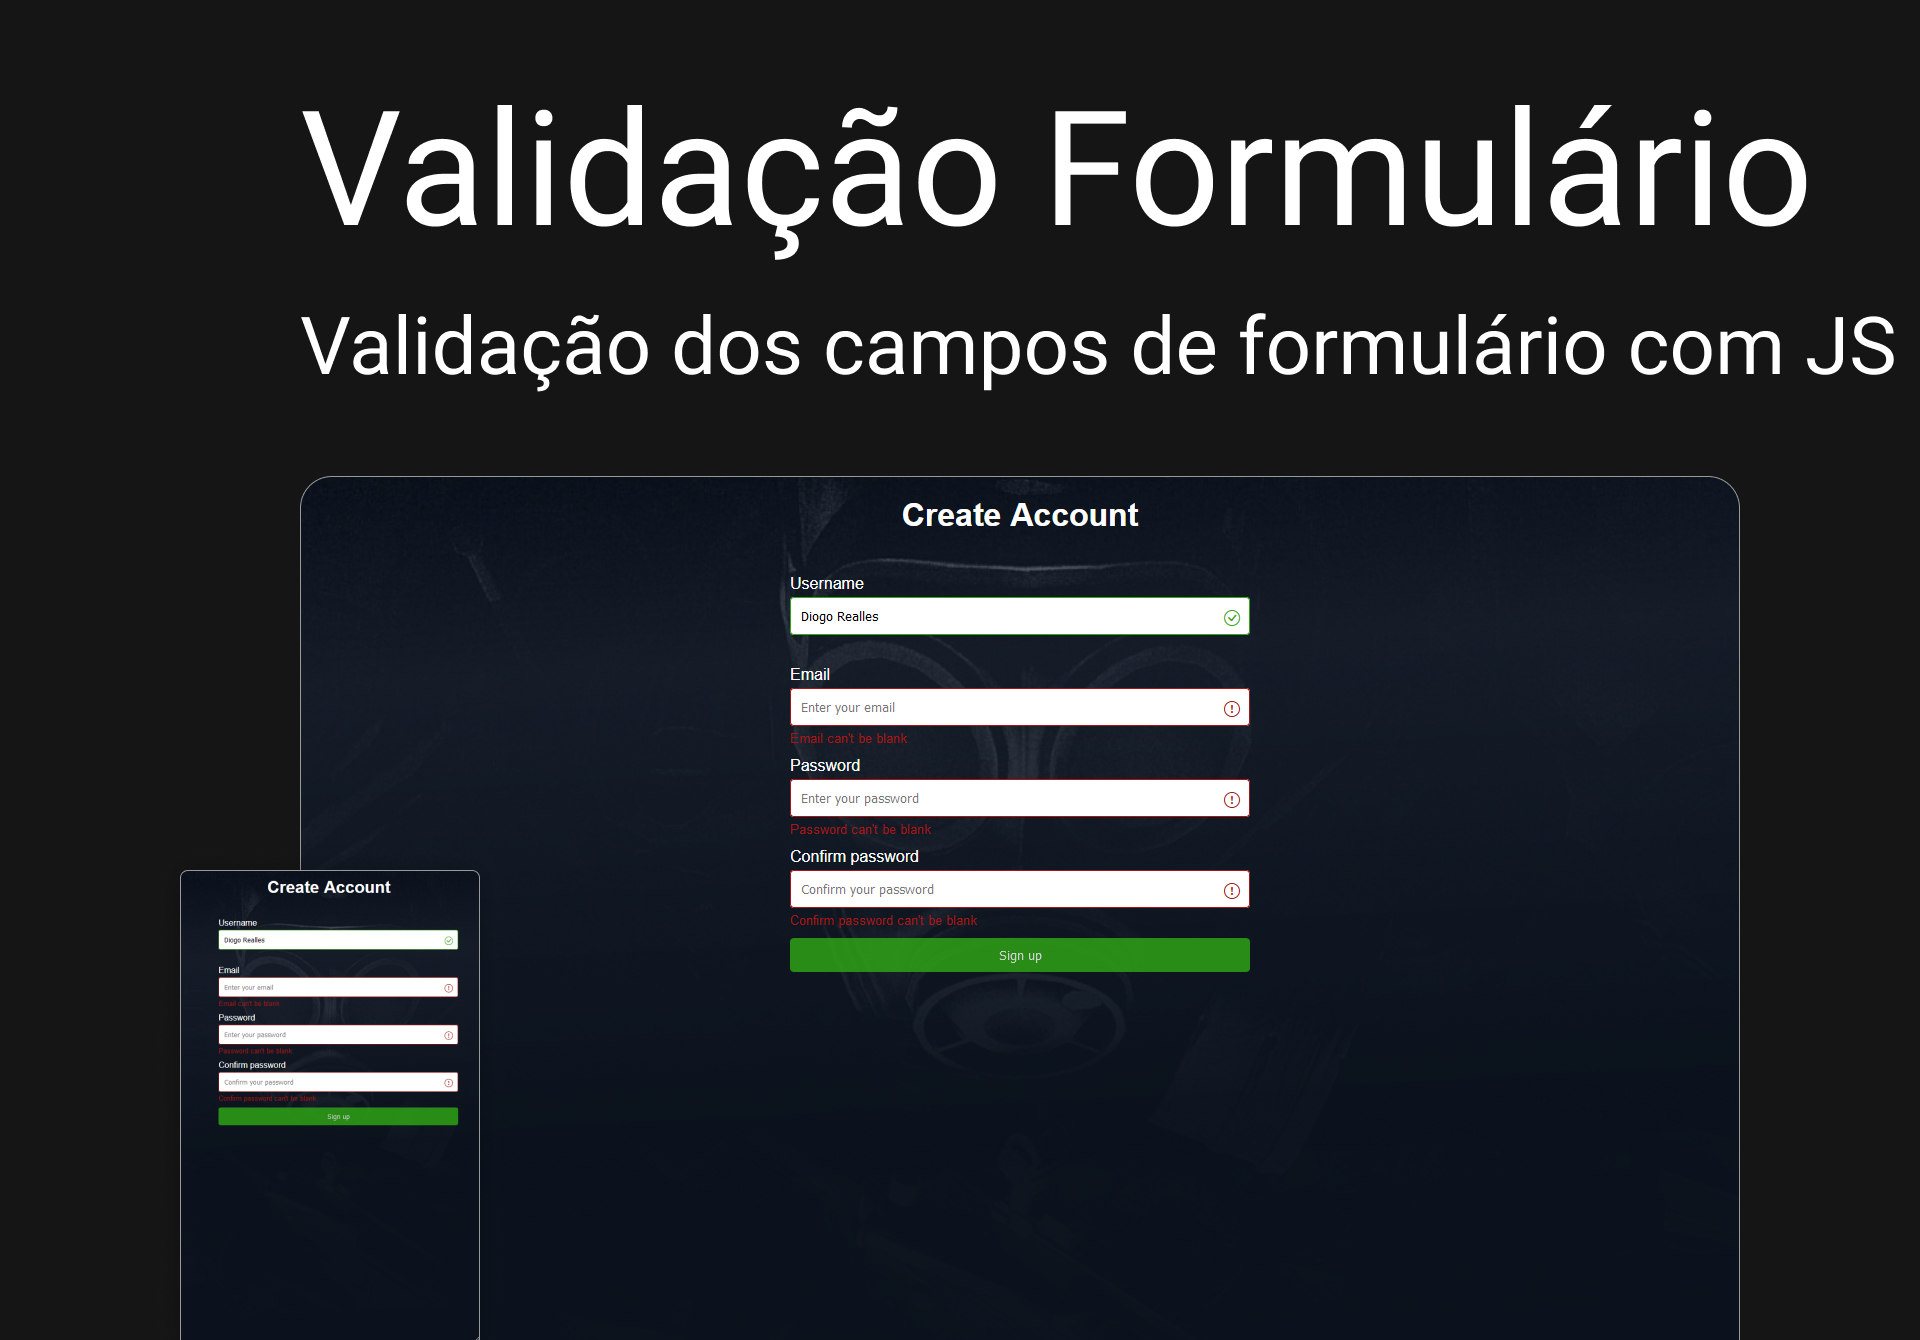 Validação Formulário
Validação dos campos de formulário com JS
Create Account
Username
Diogo Realles
Email
Enter your email
Email can't be blank
Password
Enter your password
Password can't be blank
Confirm password
Confirm your password
Confirm password can't be blank
Sign up
Create Account
Username
Diogo Realles
Email
Enter your email
Email can't be blank
Password
Enter your password
Password can't be blank
Confirm password
Confirm your password
Confirm password can't be blank
Sign up